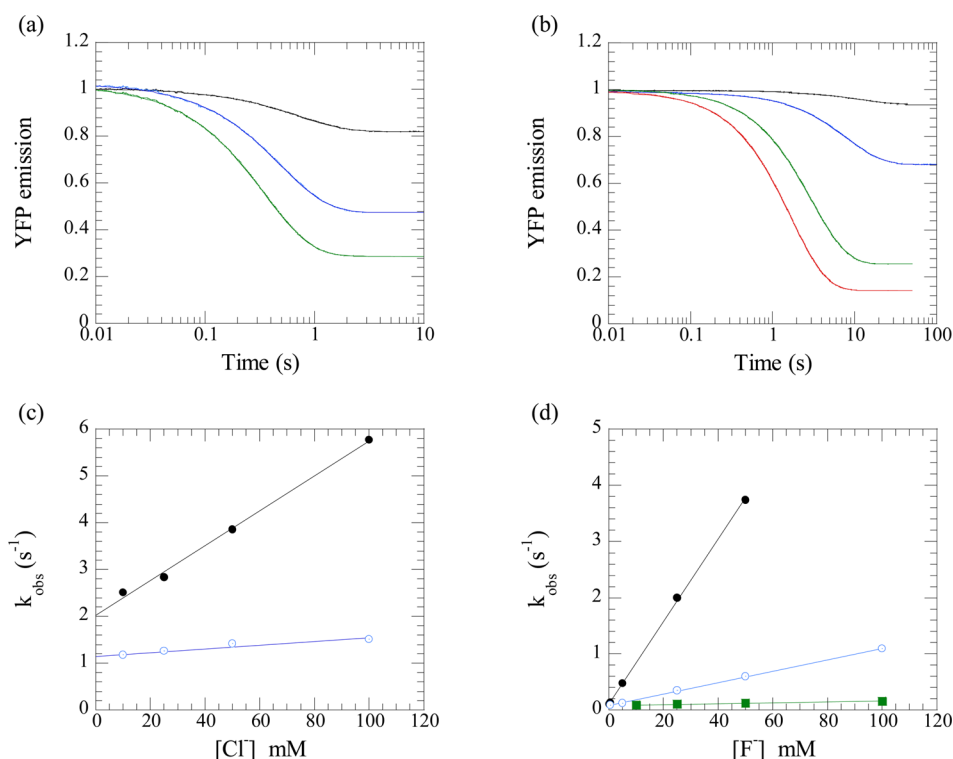 (a)
1.2
1
0.8
0.6
0.4
0.2
0
YFP emission
0.01 0.1 1 10
Time (s)
(b)
1.2
1
0.8
0.6
0.4
0.2
0
YFP emission
0.01 0.1 1 10 100
Time (s)
(c)
6
5
4
3
2
1
0
k_obs (s⁻¹)
0 20 40 60 80 100 120
[Cl⁻] mM
(d)
5
4
3
2
1
0
k_obs (s⁻¹)
0 20 40 60 80 100 120
[F⁻] mM